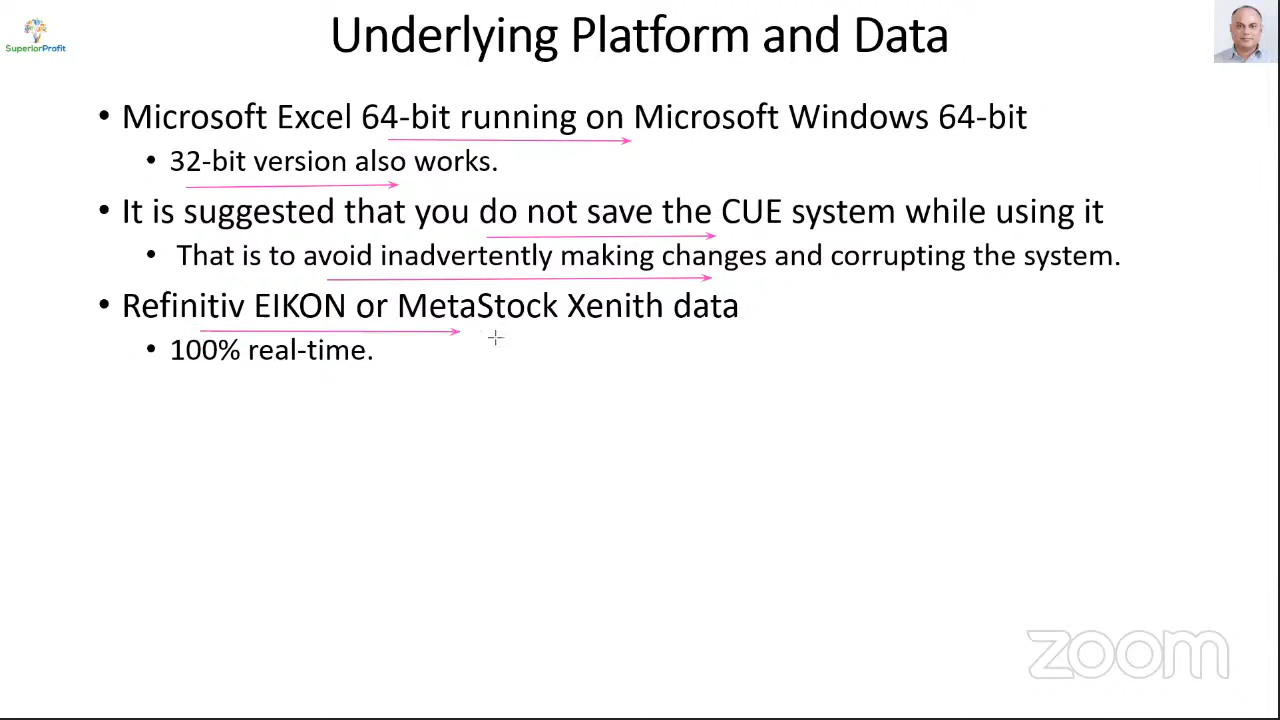 SuperiorProfit
Underlying Platform and Data
• Microsoft Excel 64-bit running on Microsoft Windows 64-bit
• 32-bit version also works.
• It is suggested that you do not save the CUE system while using it
• That is to avoid inadvertently making changes and corrupting the system.
• Refinitiv EIKON or MetaStock Xenith data
• 100% real-time.
zoom